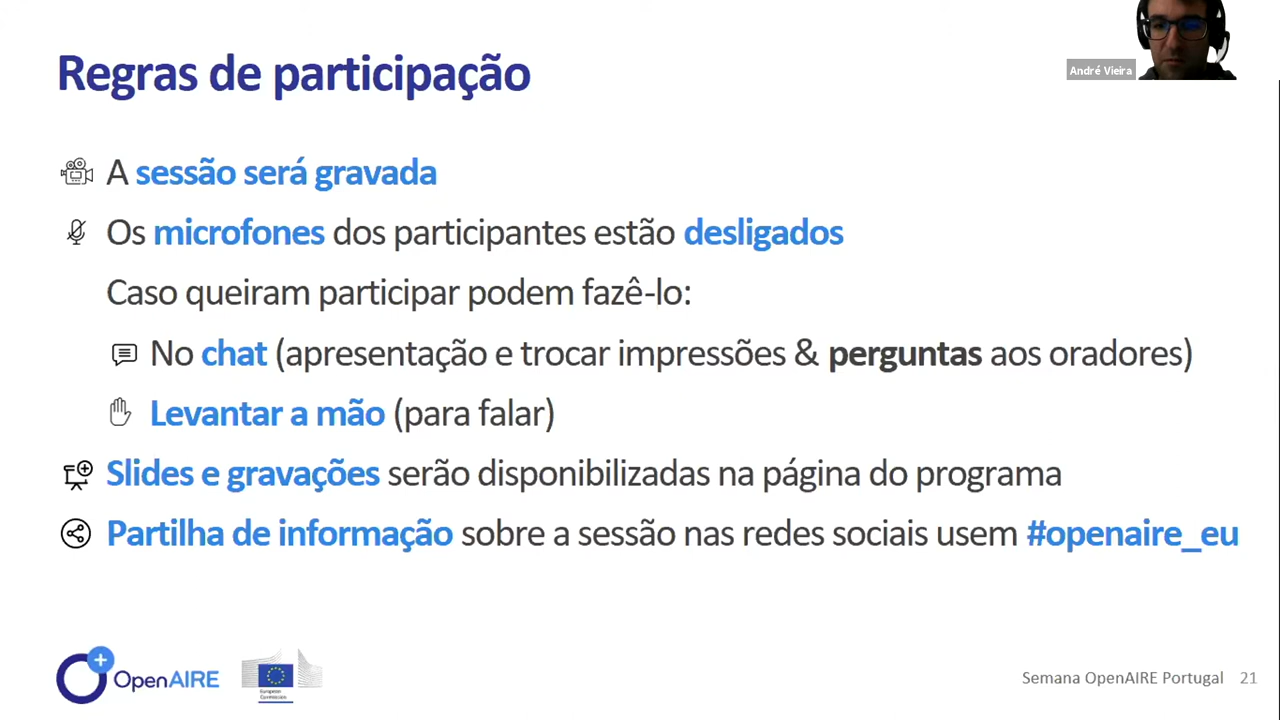 André Vieira
Regras de participação
A sessão será gravada
Os microfones dos participantes estão desligados
Caso queiram participar podem fazê-lo:
No chat (apresentação e trocar impressões & perguntas aos oradores)
Levantar a mão (para falar)
Slides e gravações serão disponibilizadas na página do programa
Partilha de informação sobre a sessão nas redes sociais usem #openaire_eu
OpenAIRE
European
Commission
Semana OpenAIRE Portugal 21